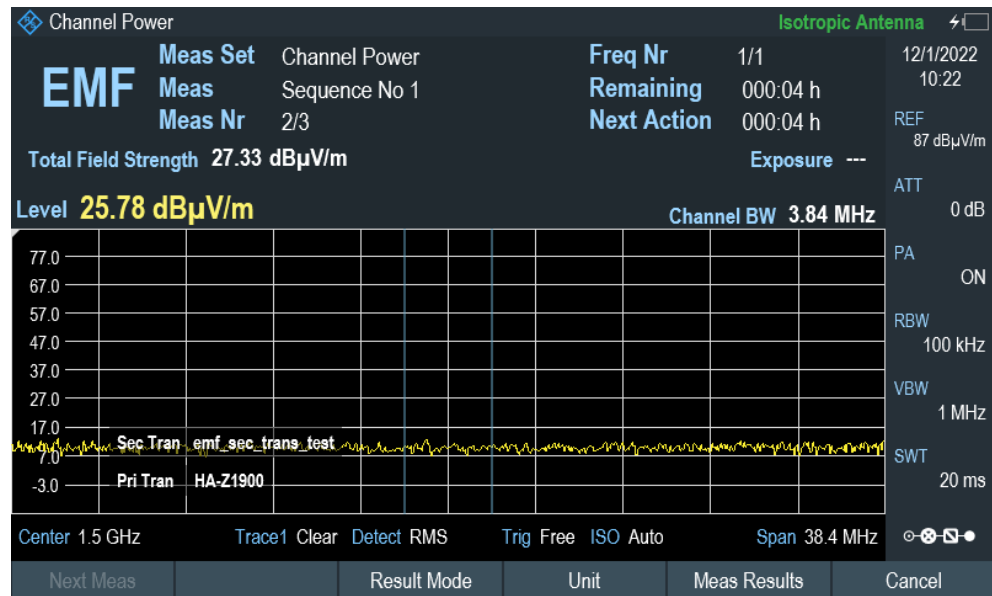 Channel Power Isotropic Antenna
EMF
Meas Set Channel Power Freq Nr 1/1
Meas Sequence No 1 Remaining 000:04 h
Meas Nr 2/3 Next Action 000:04 h
Total Field Strength 27.33 dBµV/m Exposure ---
Level 25.78 dBµV/m Channel BW 3.84 MHz
12/1/2022
10:22
REF
87 dBµV/m
ATT
0 dB
PA
ON
RBW
100 kHz
VBW
1 MHz
SWT
20 ms
77.0
67.0
57.0
47.0
37.0
27.0
17.0
7.0
-3.0
Sec Tran emf_sec_trans_test
Pri Tran HA-Z1900
Center 1.5 GHz Trace1 Clear Detect RMS Trig Free ISO Auto Span 38.4 MHz
Next Meas Result Mode Unit Meas Results Cancel